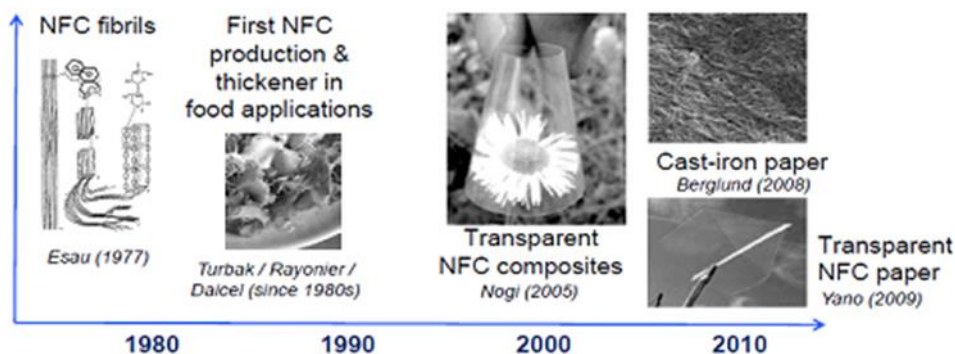 NFC fibrils
Esau (1977)
First NFC
production &
thickener in
food applications
Turbak / Rayonier /
Daicel (since 1980s)
Transparent
NFC composites
Nogi (2005)
Cast-iron paper
Berglund (2008)
Transparent
NFC paper
Yano (2009)
1980
1990
2000
2010